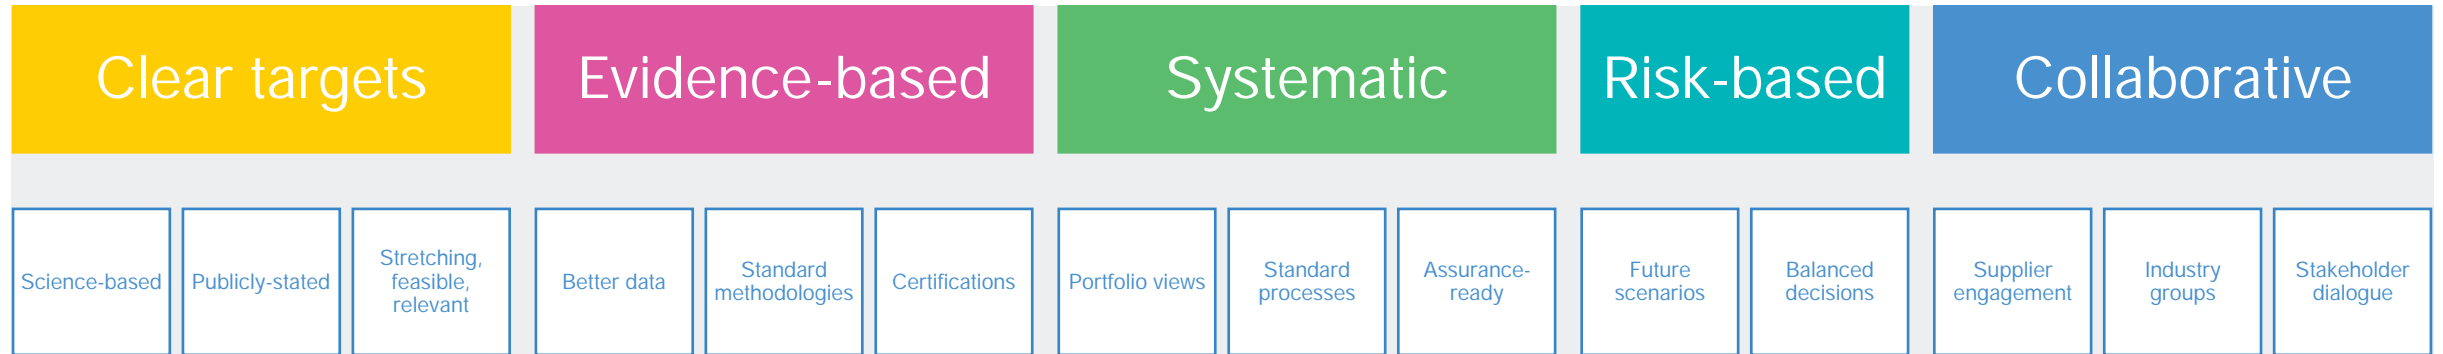 Clear targets
Evidence-based
Systematic
Risk-based
Collaborative
Science-based
Publicly-stated
Stretching,
feasible,
relevant
Better data
Standard
methodologies
Certifications
Portfolio views
Standard
processes
Assurance-
ready
Future
scenarios
Balanced
decisions
Supplier
engagement
Industry
groups
Stakeholder
dialogue